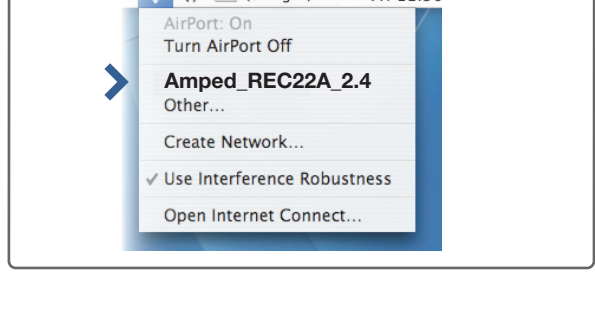 AirPort: On
Turn AirPort Off
Amped_REC22A_2.4
Other...
Create Network...
✓ Use Interference Robustness
Open Internet Connect...